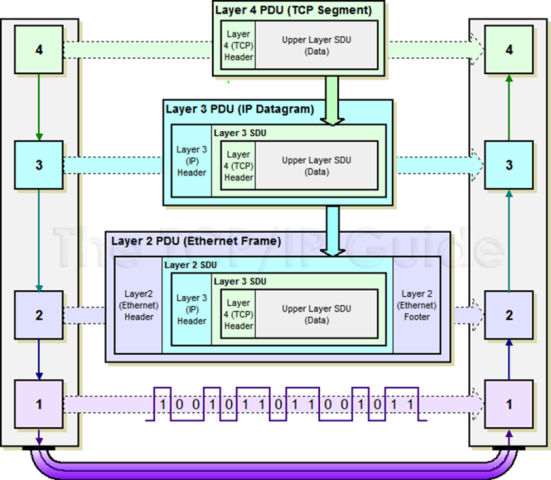 Layer 4 PDU (TCP Segment)
4
Layer
4 (TCP)
Header
Upper Layer SDU
(Data)
4
Layer 3 PDU (IP Datagram)
Layer 3 SDU
3
Layer 3
(IP)
Header
Layer
4 (TCP)
Header
Upper Layer SDU
(Data)
3
The TCP/IP Guide
Layer 2 PDU (Ethernet Frame)
Layer 2 SDU
Layer 3 SDU
2
Layer2
(Ethernet)
Header
Layer 3
(IP)
Header
Layer
4 (TCP)
Header
Upper Layer SDU
(Data)
Layer 2
(Ethernet)
Footer
2
1
1 0 0 1 0 1 1 0 1 1 0 0 1 0 1 1
1